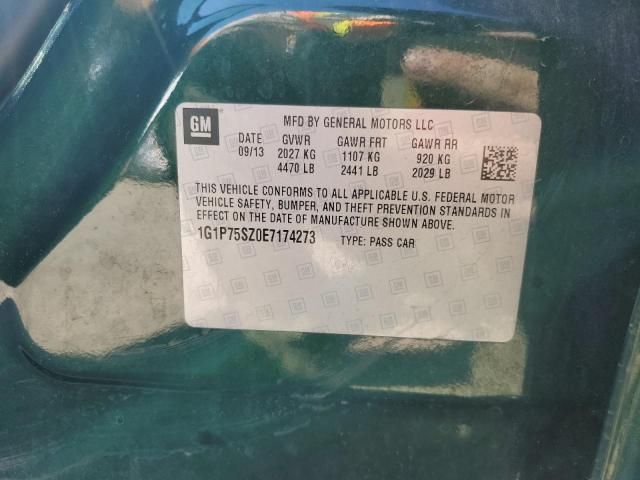 GM
MFD BY GENERAL MOTORS LLC
DATE GVWR GAWR FRT GAWR RR
09/13 2027 KG 1107 KG 920 KG
4470 LB 2441 LB 2029 LB
THIS VEHICLE CONFORMS TO ALL APPLICABLE U.S. FEDERAL MOTOR
VEHICLE SAFETY, BUMPER, AND THEFT PREVENTION STANDARDS IN
EFFECT ON THE DATE OF MANUFACTURE SHOWN ABOVE.
1G1P75SZ0E7174273 TYPE: PASS CAR